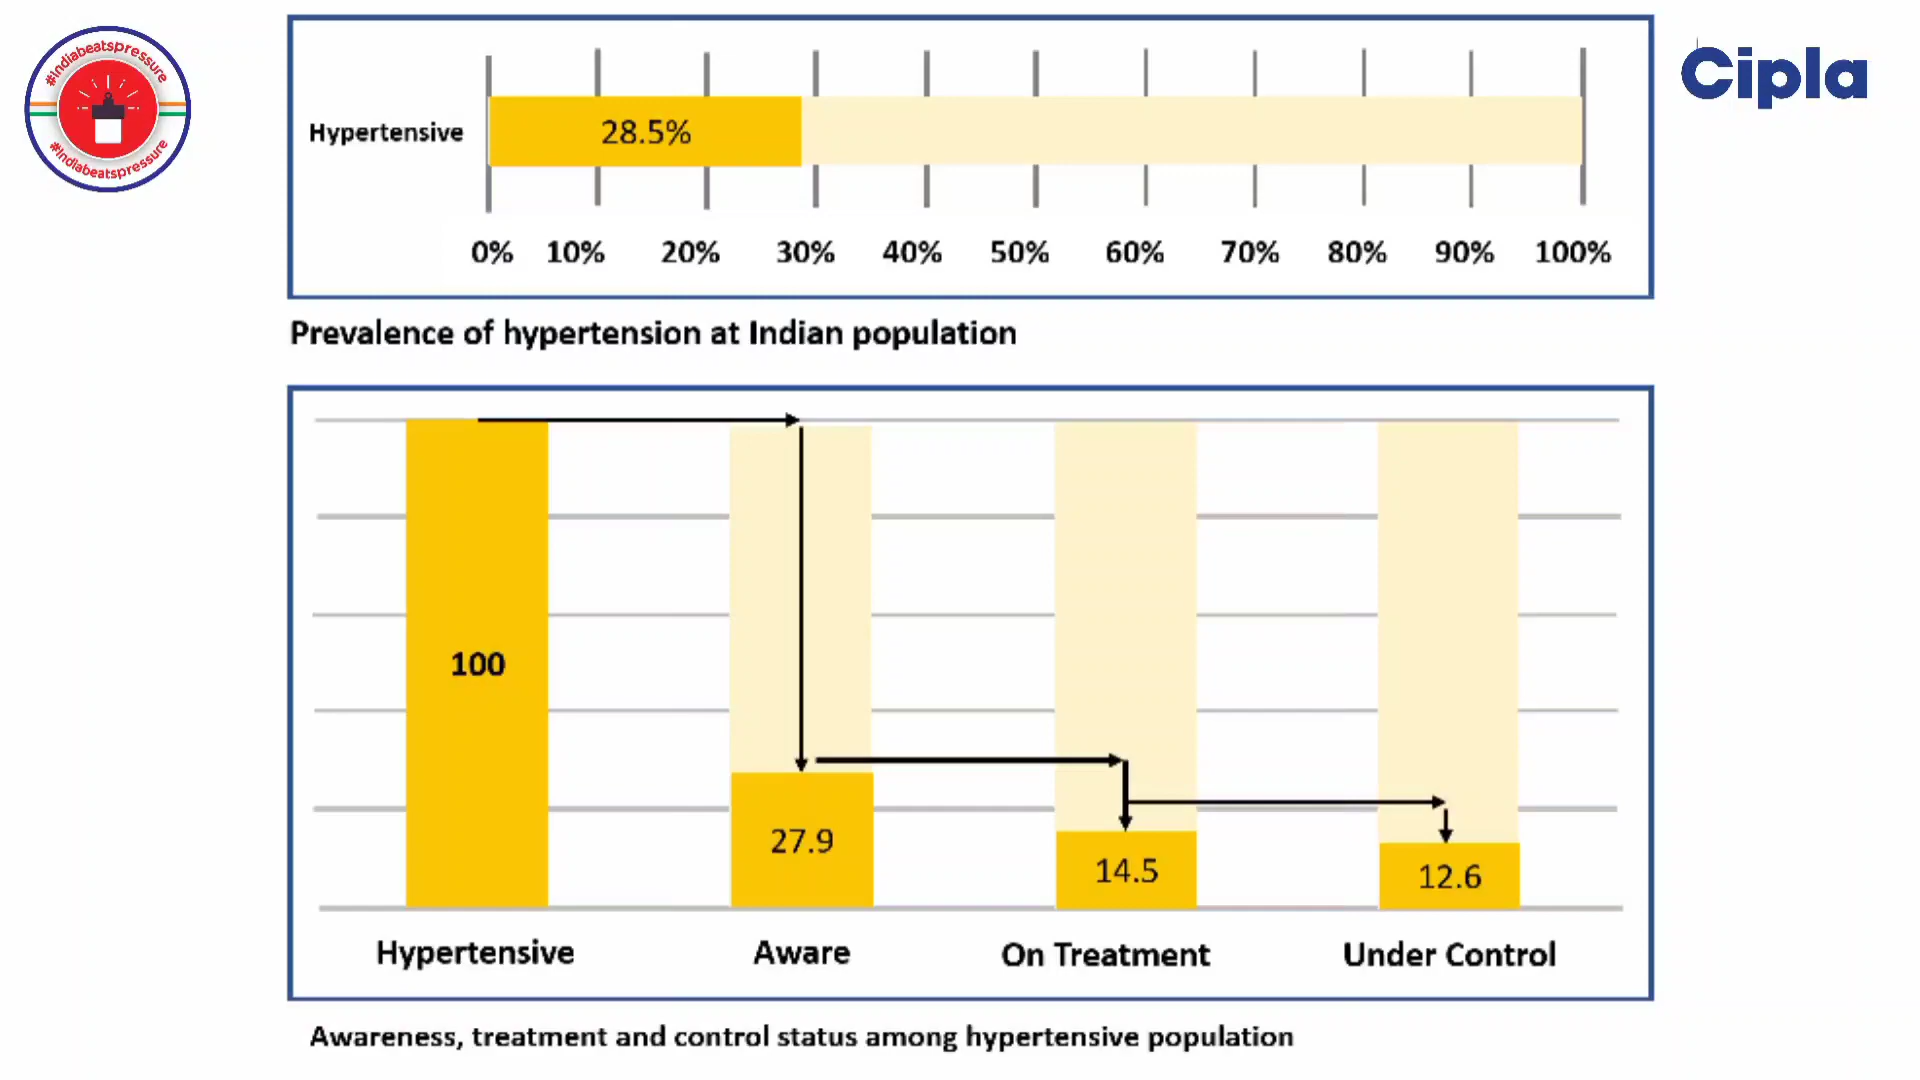 #Indiabeatspressure
#Indiabeatspressure
Cipla
Hypertensive
28.5%
0% 10% 20% 30% 40% 50% 60% 70% 80% 90% 100%
Prevalence of hypertension at Indian population
100
27.9
14.5
12.6
Hypertensive Aware On Treatment Under Control
Awareness, treatment and control status among hypertensive population